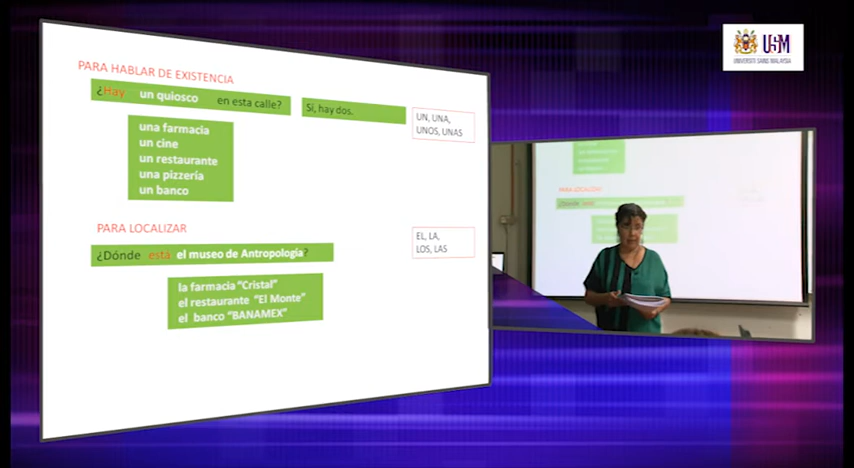 PARA HABLAR DE EXISTENCIA
¿Hay un quiosco en esta calle?
Sí, hay dos.
UN, UNA,
UNOS, UNAS
una farmacia
un cine
un restaurante
una pizzería
un banco
PARA LOCALIZAR
¿Dónde está el museo de Antropología?
EL, LA,
LOS, LAS
la farmacia "Cristal"
el restaurante "El Monte"
el banco "BANAMEX"
USM
UNIVERSITI SAINS MALAYSIA
PARA LOCALIZAR